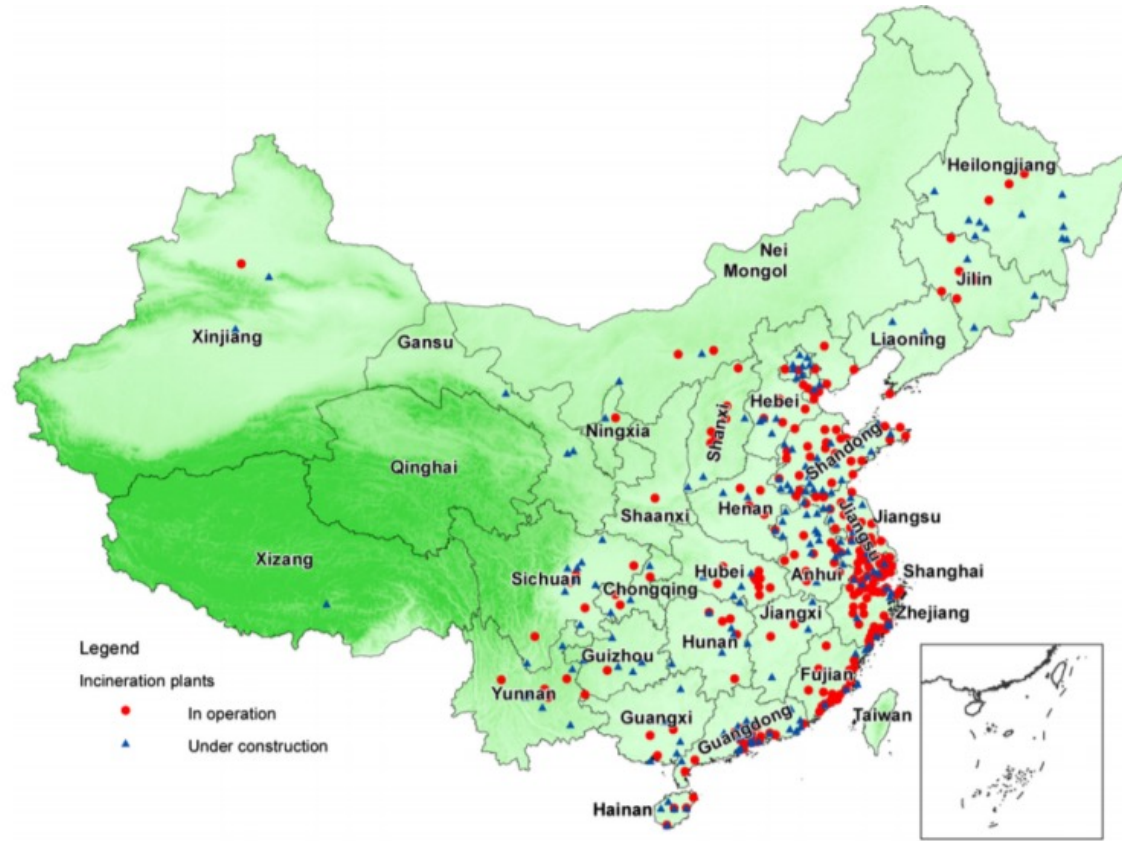 Heilongjiang
Nei
Mongol
Jilin
Xinjiang
Gansu
Liaoning
Hebei
Shanxi
Ningxia
Shandong
Qinghai
Shaanxi
Henan
Jiangsu
Jiangsu
Xizang
Sichuan
Chongqing
Hubei
Anhui
Shanghai
Jiangxi
Zhejiang
Hunan
Guizhou
Fujian
Yunnan
Guangxi
Guangdong
Taiwan
Hainan
Legend
Incineration plants
In operation
Under construction